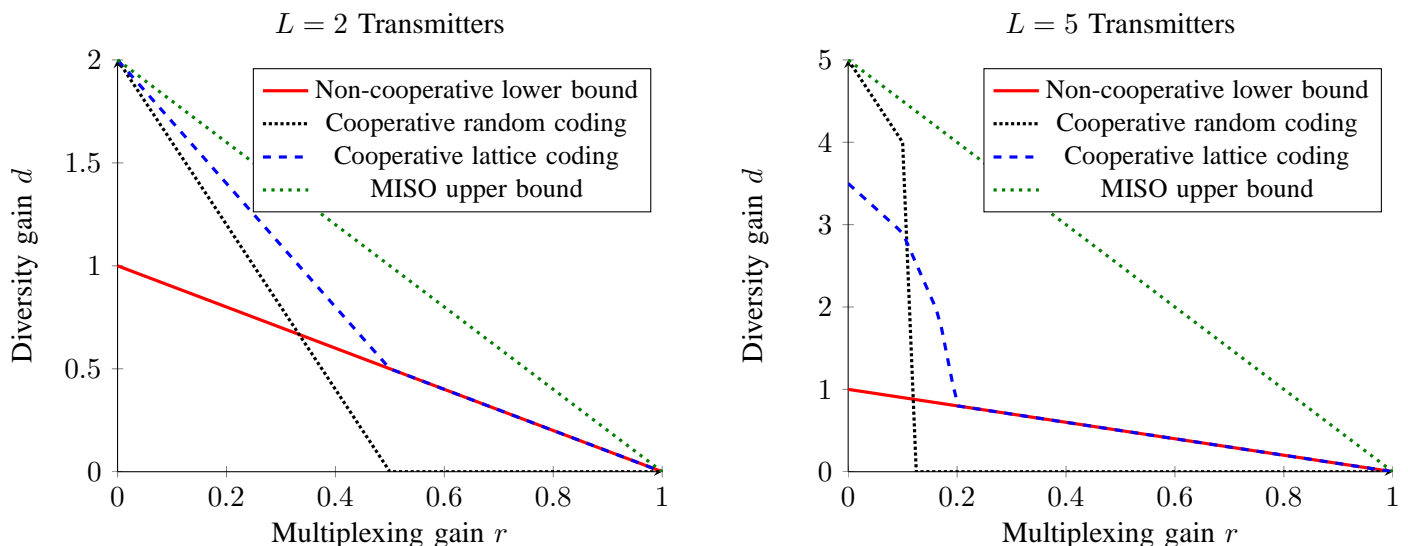 L = 2 Transmitters
Diversity gain d
2
1.5
1
0.5
0
Non-cooperative lower bound
Cooperative random coding
Cooperative lattice coding
MISO upper bound
0 0.2 0.4 0.6 0.8 1
Multiplexing gain r
L = 5 Transmitters
Diversity gain d
5
4
3
2
1
0
Non-cooperative lower bound
Cooperative random coding
Cooperative lattice coding
MISO upper bound
0 0.2 0.4 0.6 0.8 1
Multiplexing gain r